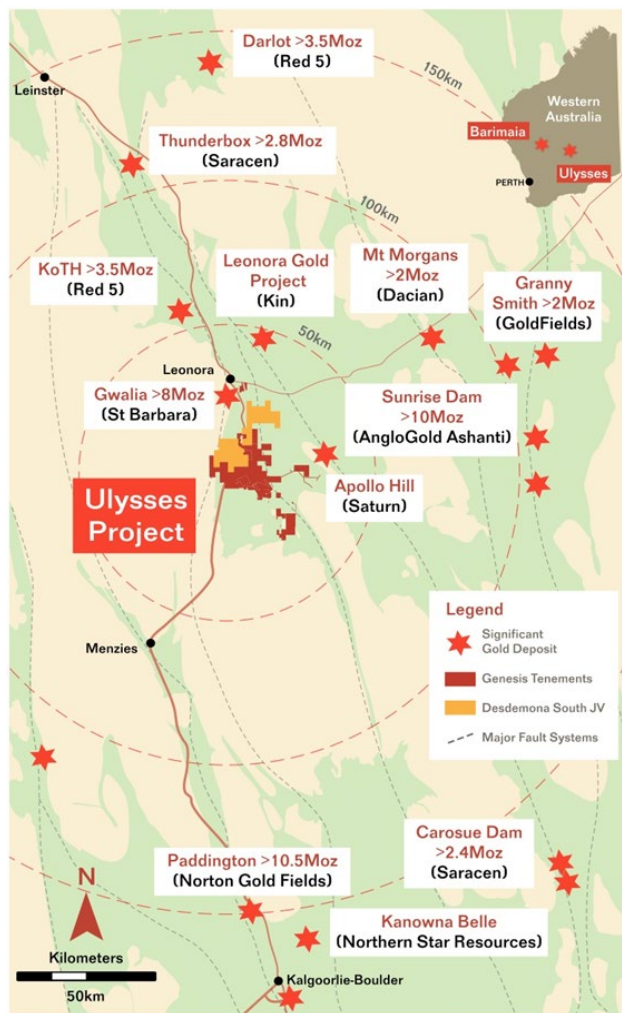 Darlot >3.5Moz
(Red 5)
Leinster
150km
Western
Australia
Barimaia
Ulysses
PERTH
Thunderbox >2.8Moz
(Saracen)
100km
KoTH >3.5Moz
(Red 5)
Leonora Gold
Project
(Kin)
Mt Morgans
>2Moz
(Dacian)
Granny
Smith >2Moz
(GoldFields)
50km
Leonora
Gwalia >8Moz
(St Barbara)
Sunrise Dam
>10Moz
(AngloGold Ashanti)
Apollo Hill
(Saturn)
Ulysses
Project
Legend
Significant
Gold Deposit
Genesis Tenements
Desdemona South JV
Major Fault Systems
Menzies
Carosue Dam
>2.4Moz
(Saracen)
Paddington >10.5Moz
(Norton Gold Fields)
Kanowna Belle
(Northern Star Resources)
N
Kilometers
50km
Kalgoorlie-Boulder